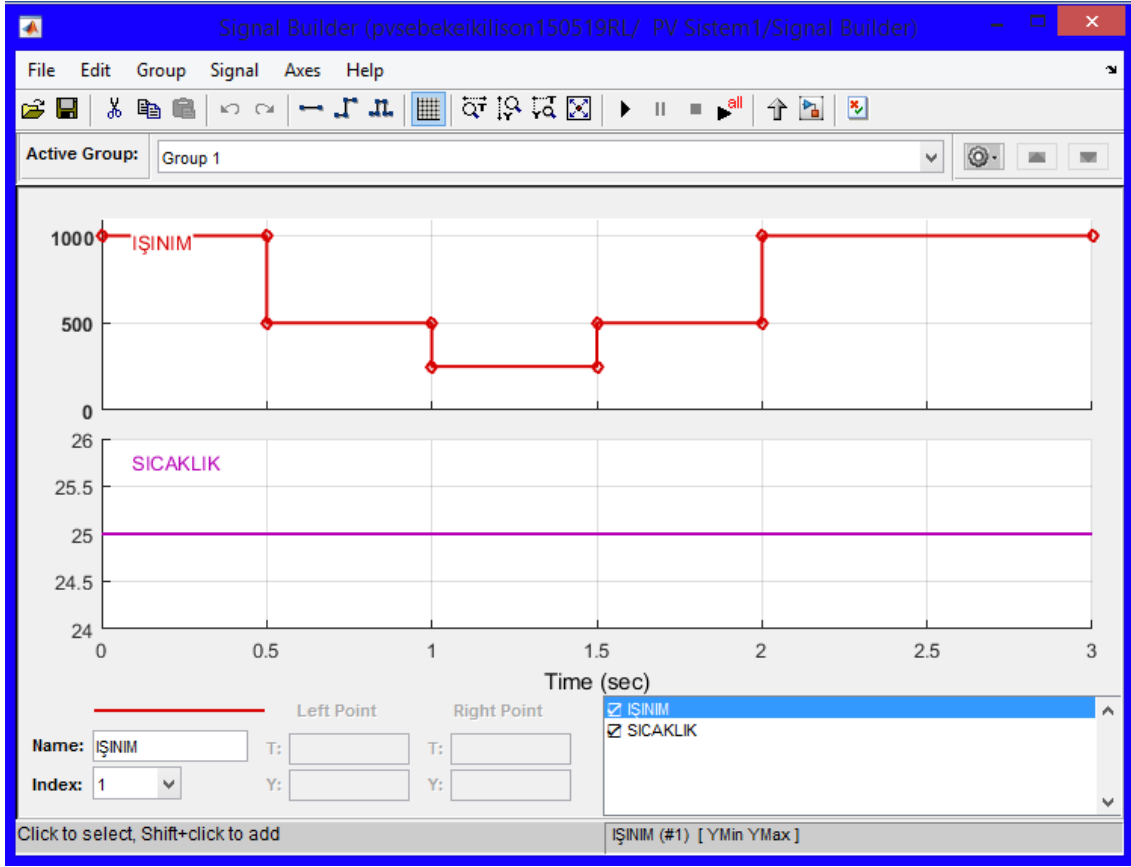 Signal Builder (pvsebekeikilison150519RL/ PV Sistem1/Signal Builder)
File Edit Group Signal Axes Help
all
Active Group: Group 1
1000
IŞINIM
500
0
26
SICAKLIK
25.5
25
24.5
24
0 0.5 1 1.5 2 2.5 3
Time (sec)
Left Point Right Point
Name: IŞINIM T: T:
Index: 1 Y: Y:
IŞINIM
SICAKLIK
Click to select, Shift+click to add
IŞINIM (#1) [ YMin YMax ]